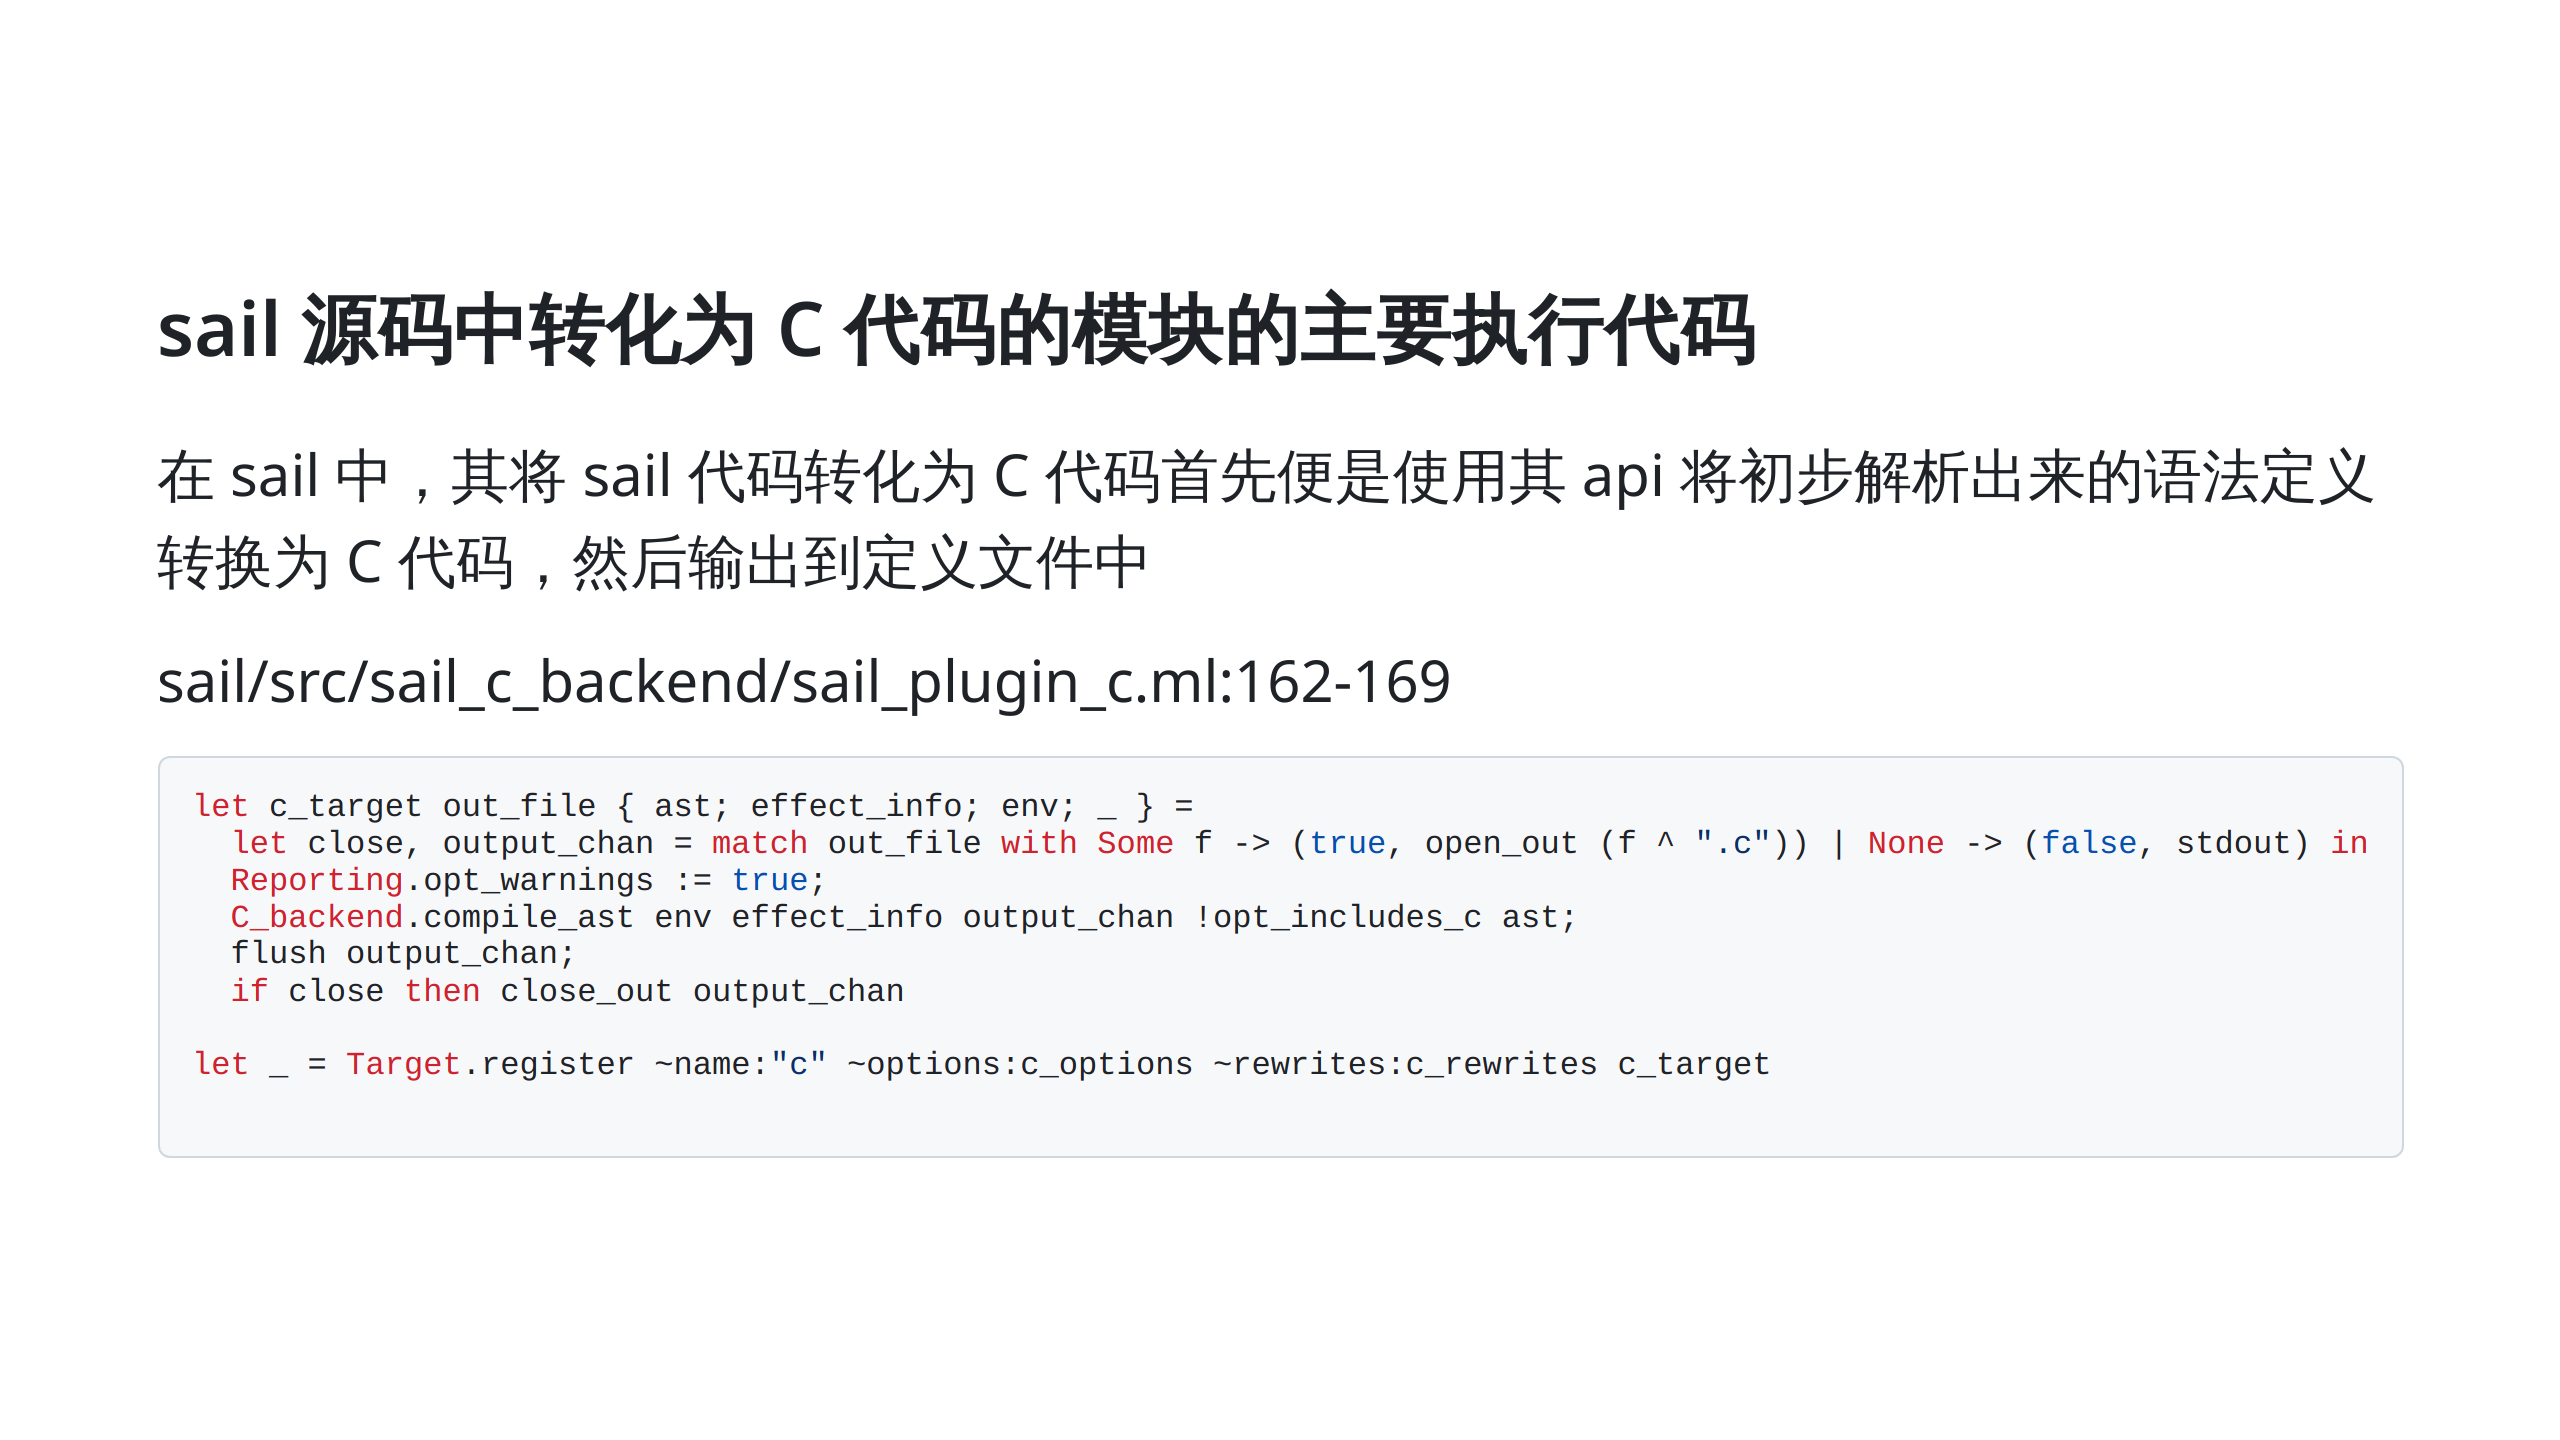 sail 源码中转化为 C 代码的模块的主要执行代码
在 sail 中，其将 sail 代码转化为 C 代码首先便是使用其 api 将初步解析出来的语法定义
转换为 C 代码，然后输出到定义文件中
sail/src/sail_c_backend/sail_plugin_c.ml:162-169
let c_target out_file { ast; effect_info; env; _ } =
  let close, output_chan = match out_file with Some f -> (true, open_out (f ^ ".c")) | None -> (false, stdout) in
  Reporting.opt_warnings := true;
  C_backend.compile_ast env effect_info output_chan !opt_includes_c ast;
  flush output_chan;
  if close then close_out output_chan
let _ = Target.register ~name:"c" ~options:c_options ~rewrites:c_rewrites c_target